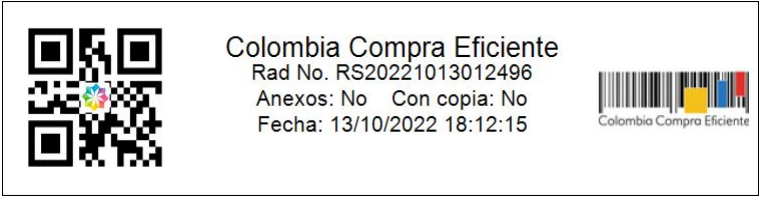 Colombia Compra Eficiente
Rad No. RS20221013012496
Anexos: No Con copia: No
Fecha: 13/10/2022 18:12:15
Colombia Compra Eficiente